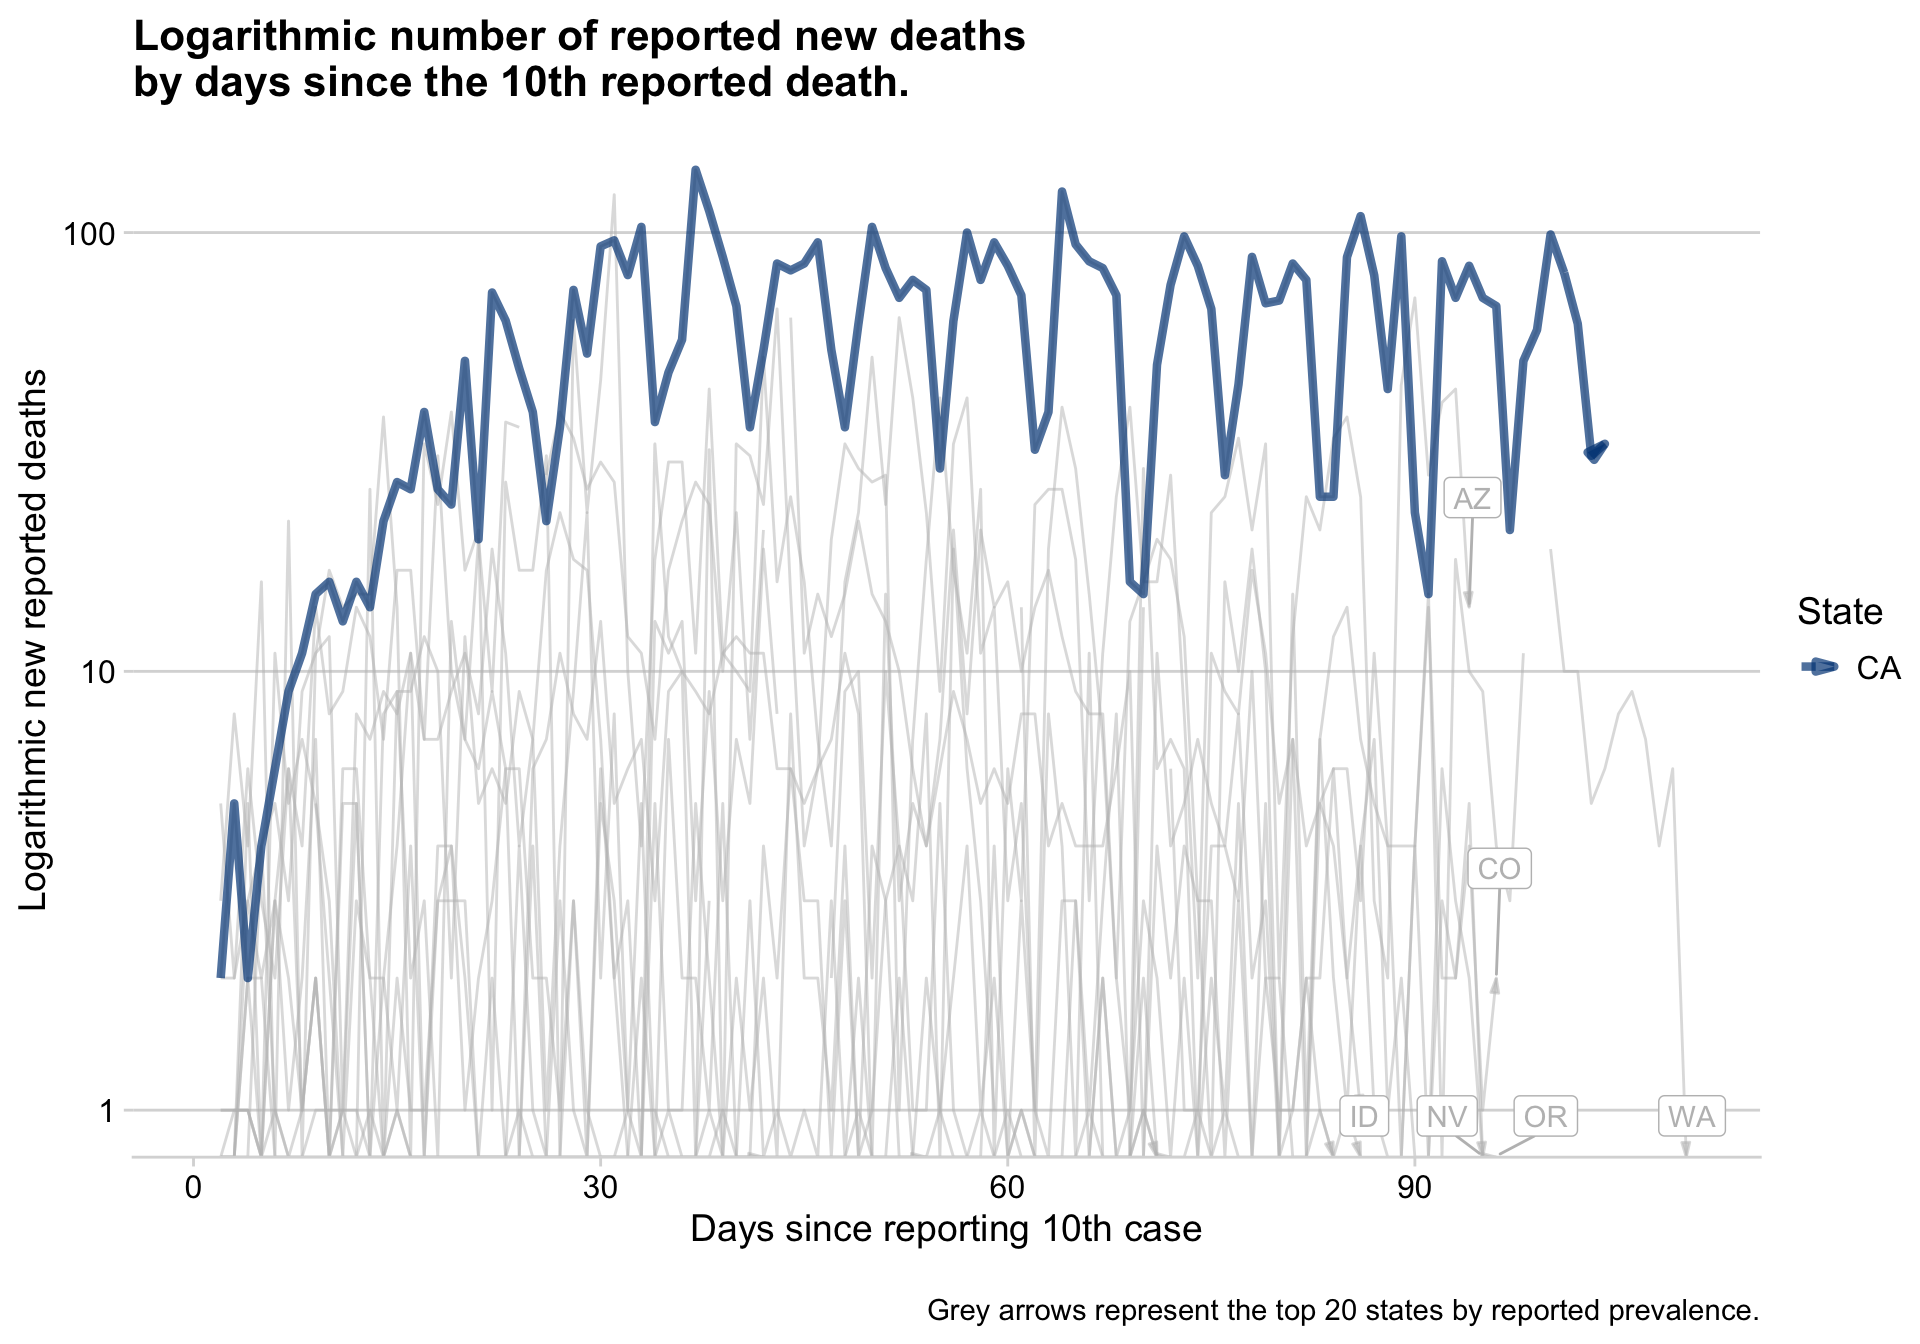 Logarithmic number of reported new deaths
by days since the 10th reported death.
Logarithmic new reported deaths
100
10
1
AZ
CO
ID
NV
OR
WA
0
30
60
90
Days since reporting 10th case
State
CA
Grey arrows represent the top 20 states by reported prevalence.